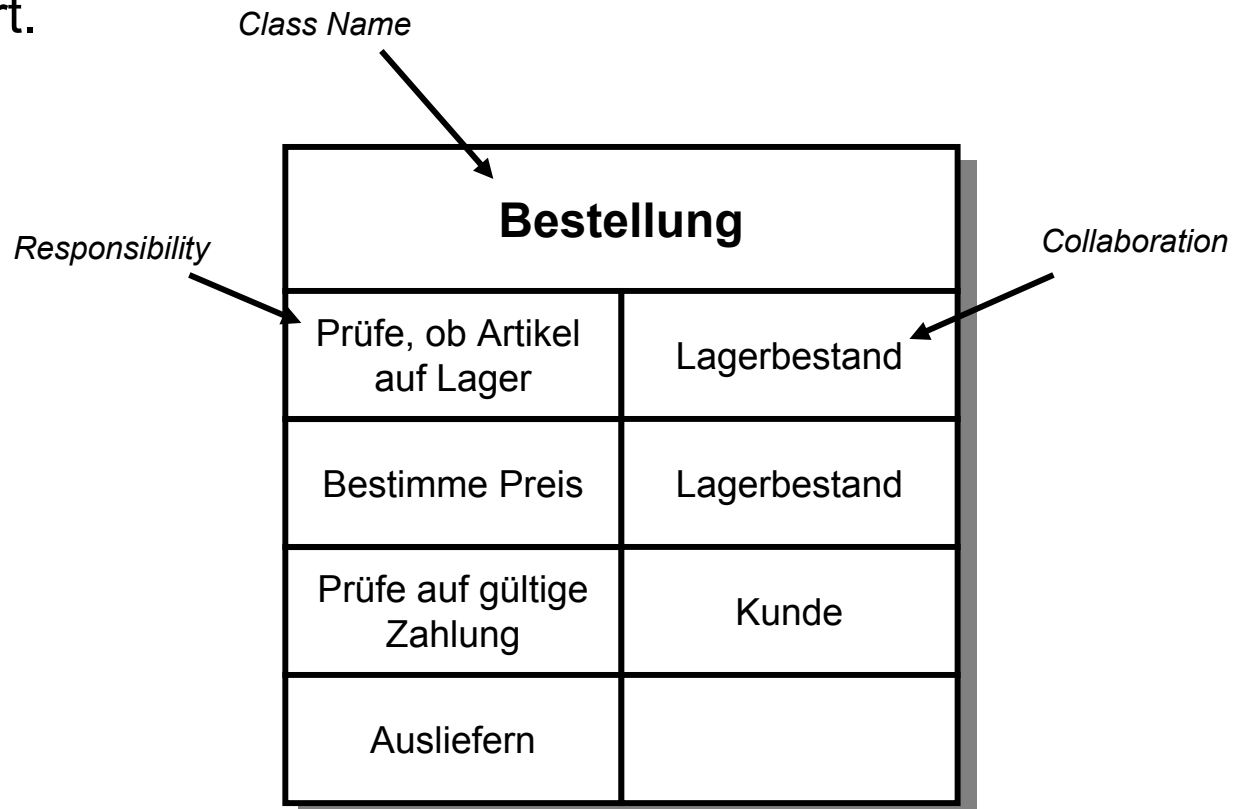 rt.
Class Name
Bestellung
Responsibility
Collaboration
Prüfe, ob Artikel
auf Lager
Lagerbestand
Bestimme Preis
Lagerbestand
Prüfe auf gültige
Zahlung
Kunde
Ausliefern